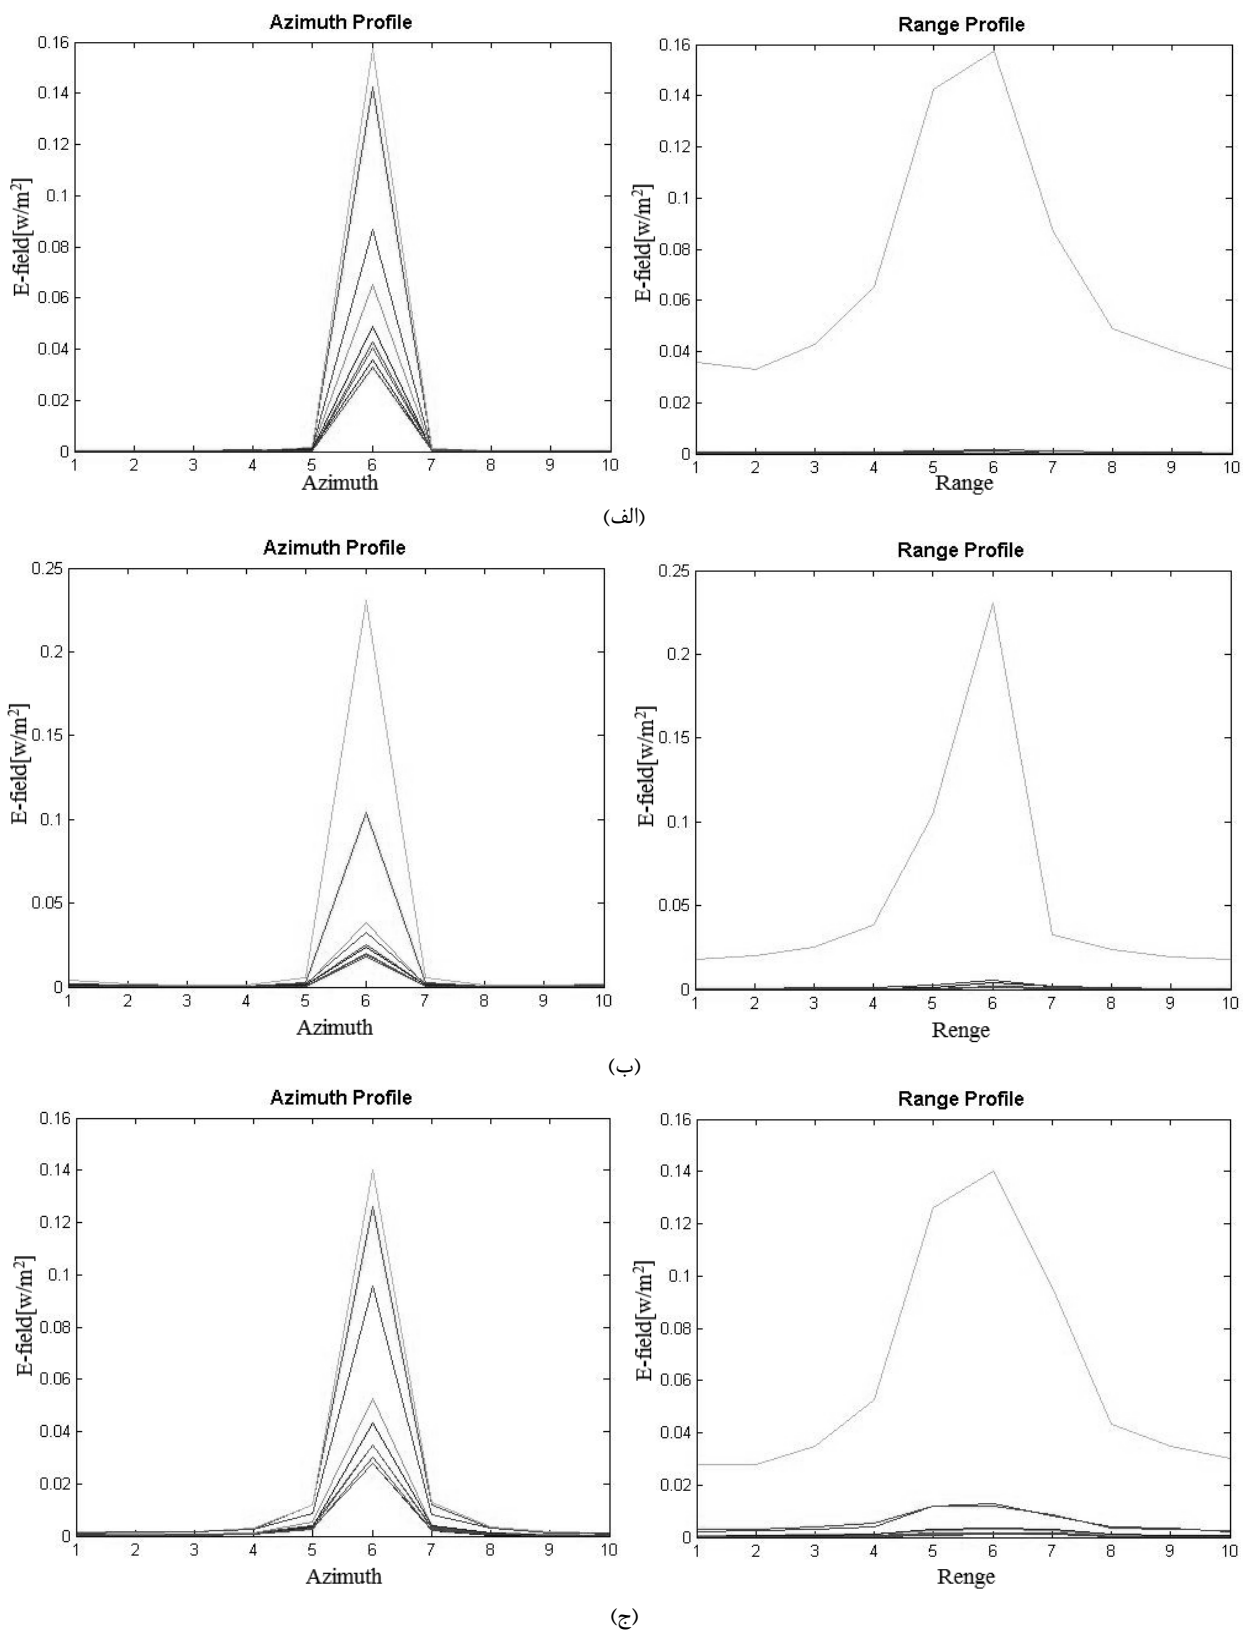 Azimuth Profile
0.16
0.14
0.12
0.1
0.08
0.06
0.04
0.02
0
E-field[w/m²]
1 2 3 4 5 6 7 8 9 10
Azimuth
Range Profile
0.16
0.14
0.12
0.1
0.08
0.06
0.04
0.02
0
E-field[w/m²]
1 2 3 4 5 6 7 8 9 10
Range
(الف)
Azimuth Profile
0.25
0.2
0.15
0.1
0.05
0
E-field[w/m²]
1 2 3 4 5 6 7 8 9 10
Azimuth
Range Profile
0.25
0.2
0.15
0.1
0.05
0
E-field[w/m²]
1 2 3 4 5 6 7 8 9 10
Renge
(ب)
Azimuth Profile
0.16
0.14
0.12
0.1
0.08
0.06
0.04
0.02
0
E-field[w/m²]
1 2 3 4 5 6 7 8 9 10
Azimuth
Range Profile
0.16
0.14
0.12
0.1
0.08
0.06
0.04
0.02
0
E-field[w/m²]
1 2 3 4 5 6 7 8 9 10
Renge
(ج)